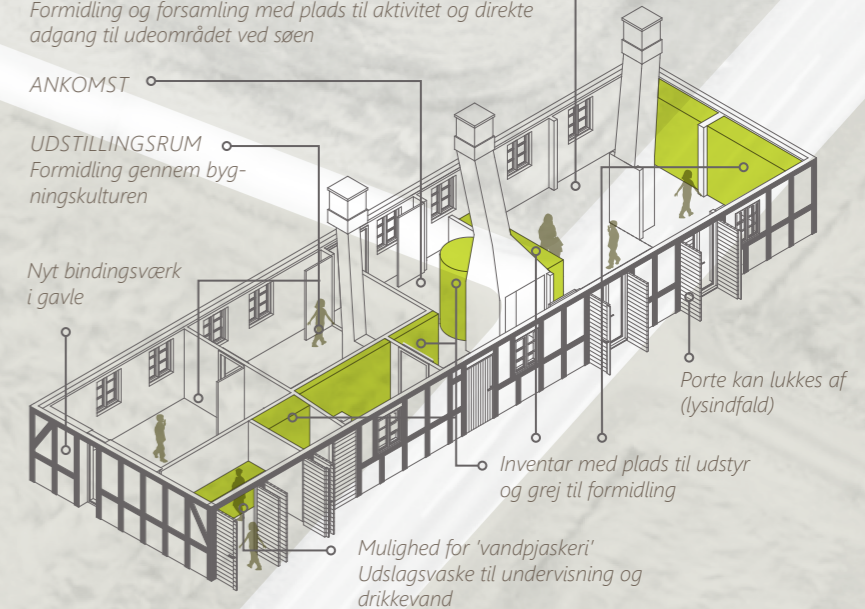 Formidling og forsamling med plads til aktivitet og direkte
adgang til udeområdet ved søen
ANKOMST
UDSTILLINGSRUM
Formidling gennem byg-
ningskulturen
Nyt bindingsværk
i gavle
Porte kan lukkes af
(lysindfald)
Inventar med plads til udstyr
og grej til formidling
Mulighed for 'vandpjaskeri'
Udslagsvaske til undervisning og
drikkevand